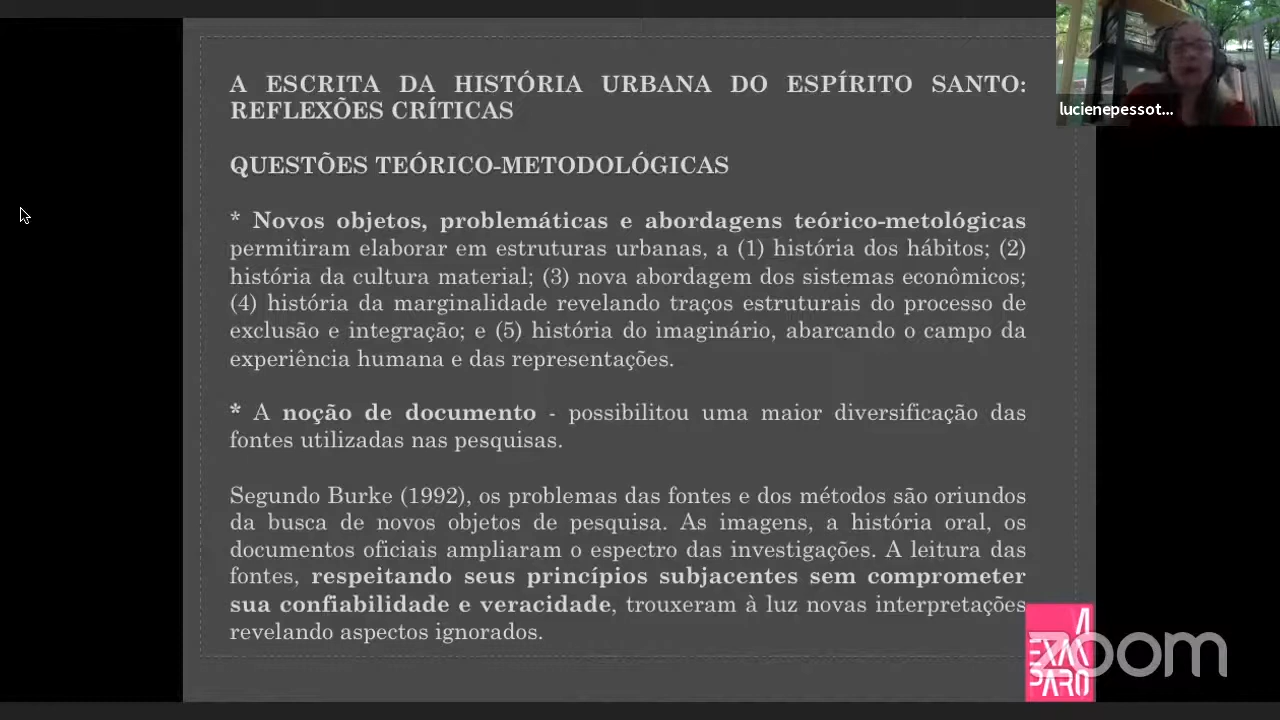 A ESCRITA DA HISTÓRIA URBANA DO ESPÍRITO SANTO:
REFLEXÕES CRÍTICAS
QUESTÕES TEÓRICO-METODOLÓGICAS
* Novos objetos, problemáticas e abordagens teórico-metológicas
permitiram elaborar em estruturas urbanas, a (1) história dos hábitos; (2)
história da cultura material; (3) nova abordagem dos sistemas econômicos;
(4) história da marginalidade revelando traços estruturais do processo de
exclusão e integração; e (5) história do imaginário, abarcando o campo da
experiência humana e das representações.
* A noção de documento - possibilitou uma maior diversificação das
fontes utilizadas nas pesquisas.
Segundo Burke (1992), os problemas das fontes e dos métodos são oriundos
da busca de novos objetos de pesquisa. As imagens, a história oral, os
documentos oficiais ampliaram o espectro das investigações. A leitura das
fontes, respeitando seus princípios subjacentes sem comprometer
sua confiabilidade e veracidade, trouxeram à luz novas interpretações
revelando aspectos ignorados.
lucienepessot...
zoom